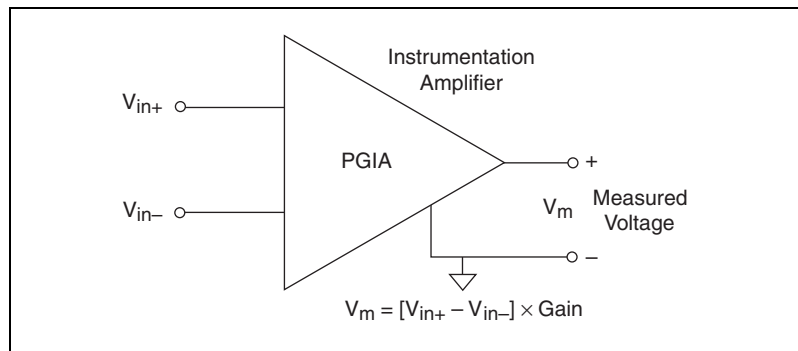 Instrumentation
Amplifier
Vin+
PGIA
+
Vin–
Vm
Measured
Voltage
–
Vm = [Vin+ – Vin–] × Gain